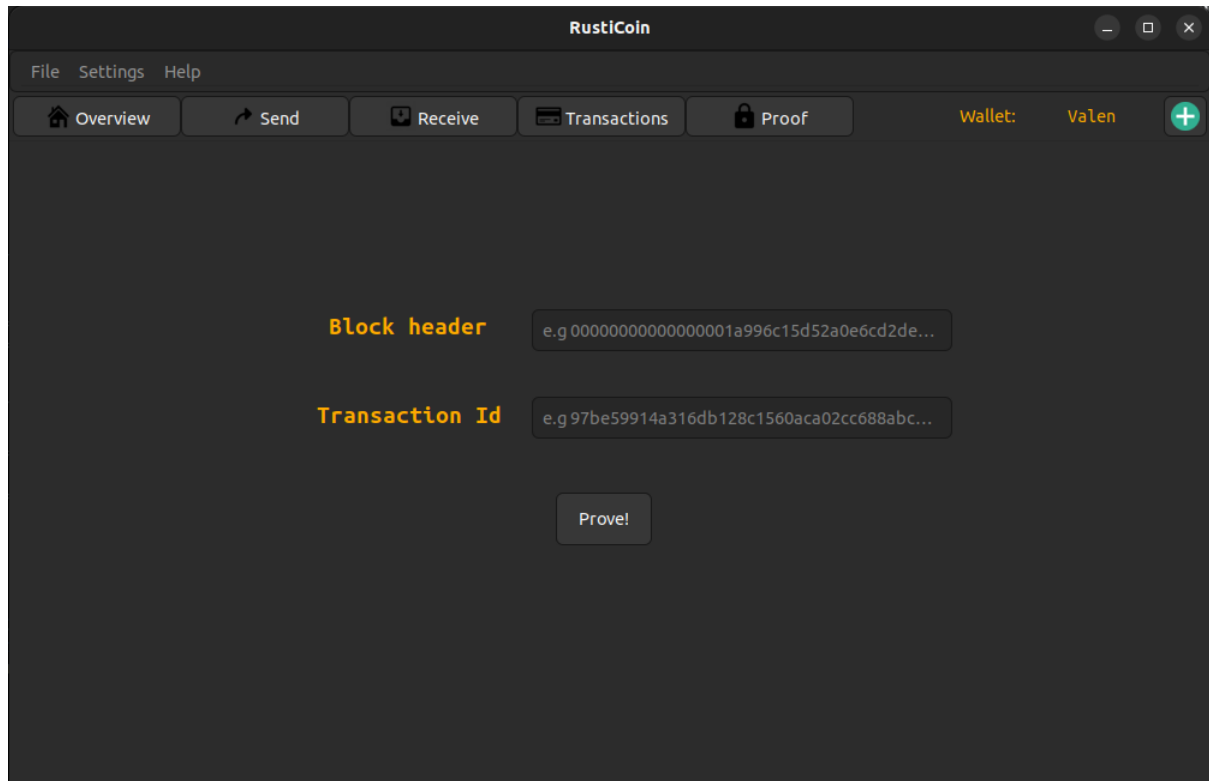 RustiCoin
File Settings Help
Overview Send Receive Transactions Proof Wallet: Valen
Block header e.g 00000000000000001a996c15d52a0e6cd2de...
Transaction Id e.g 97be59914a316db128c1560aca02cc688abc...
Prove!